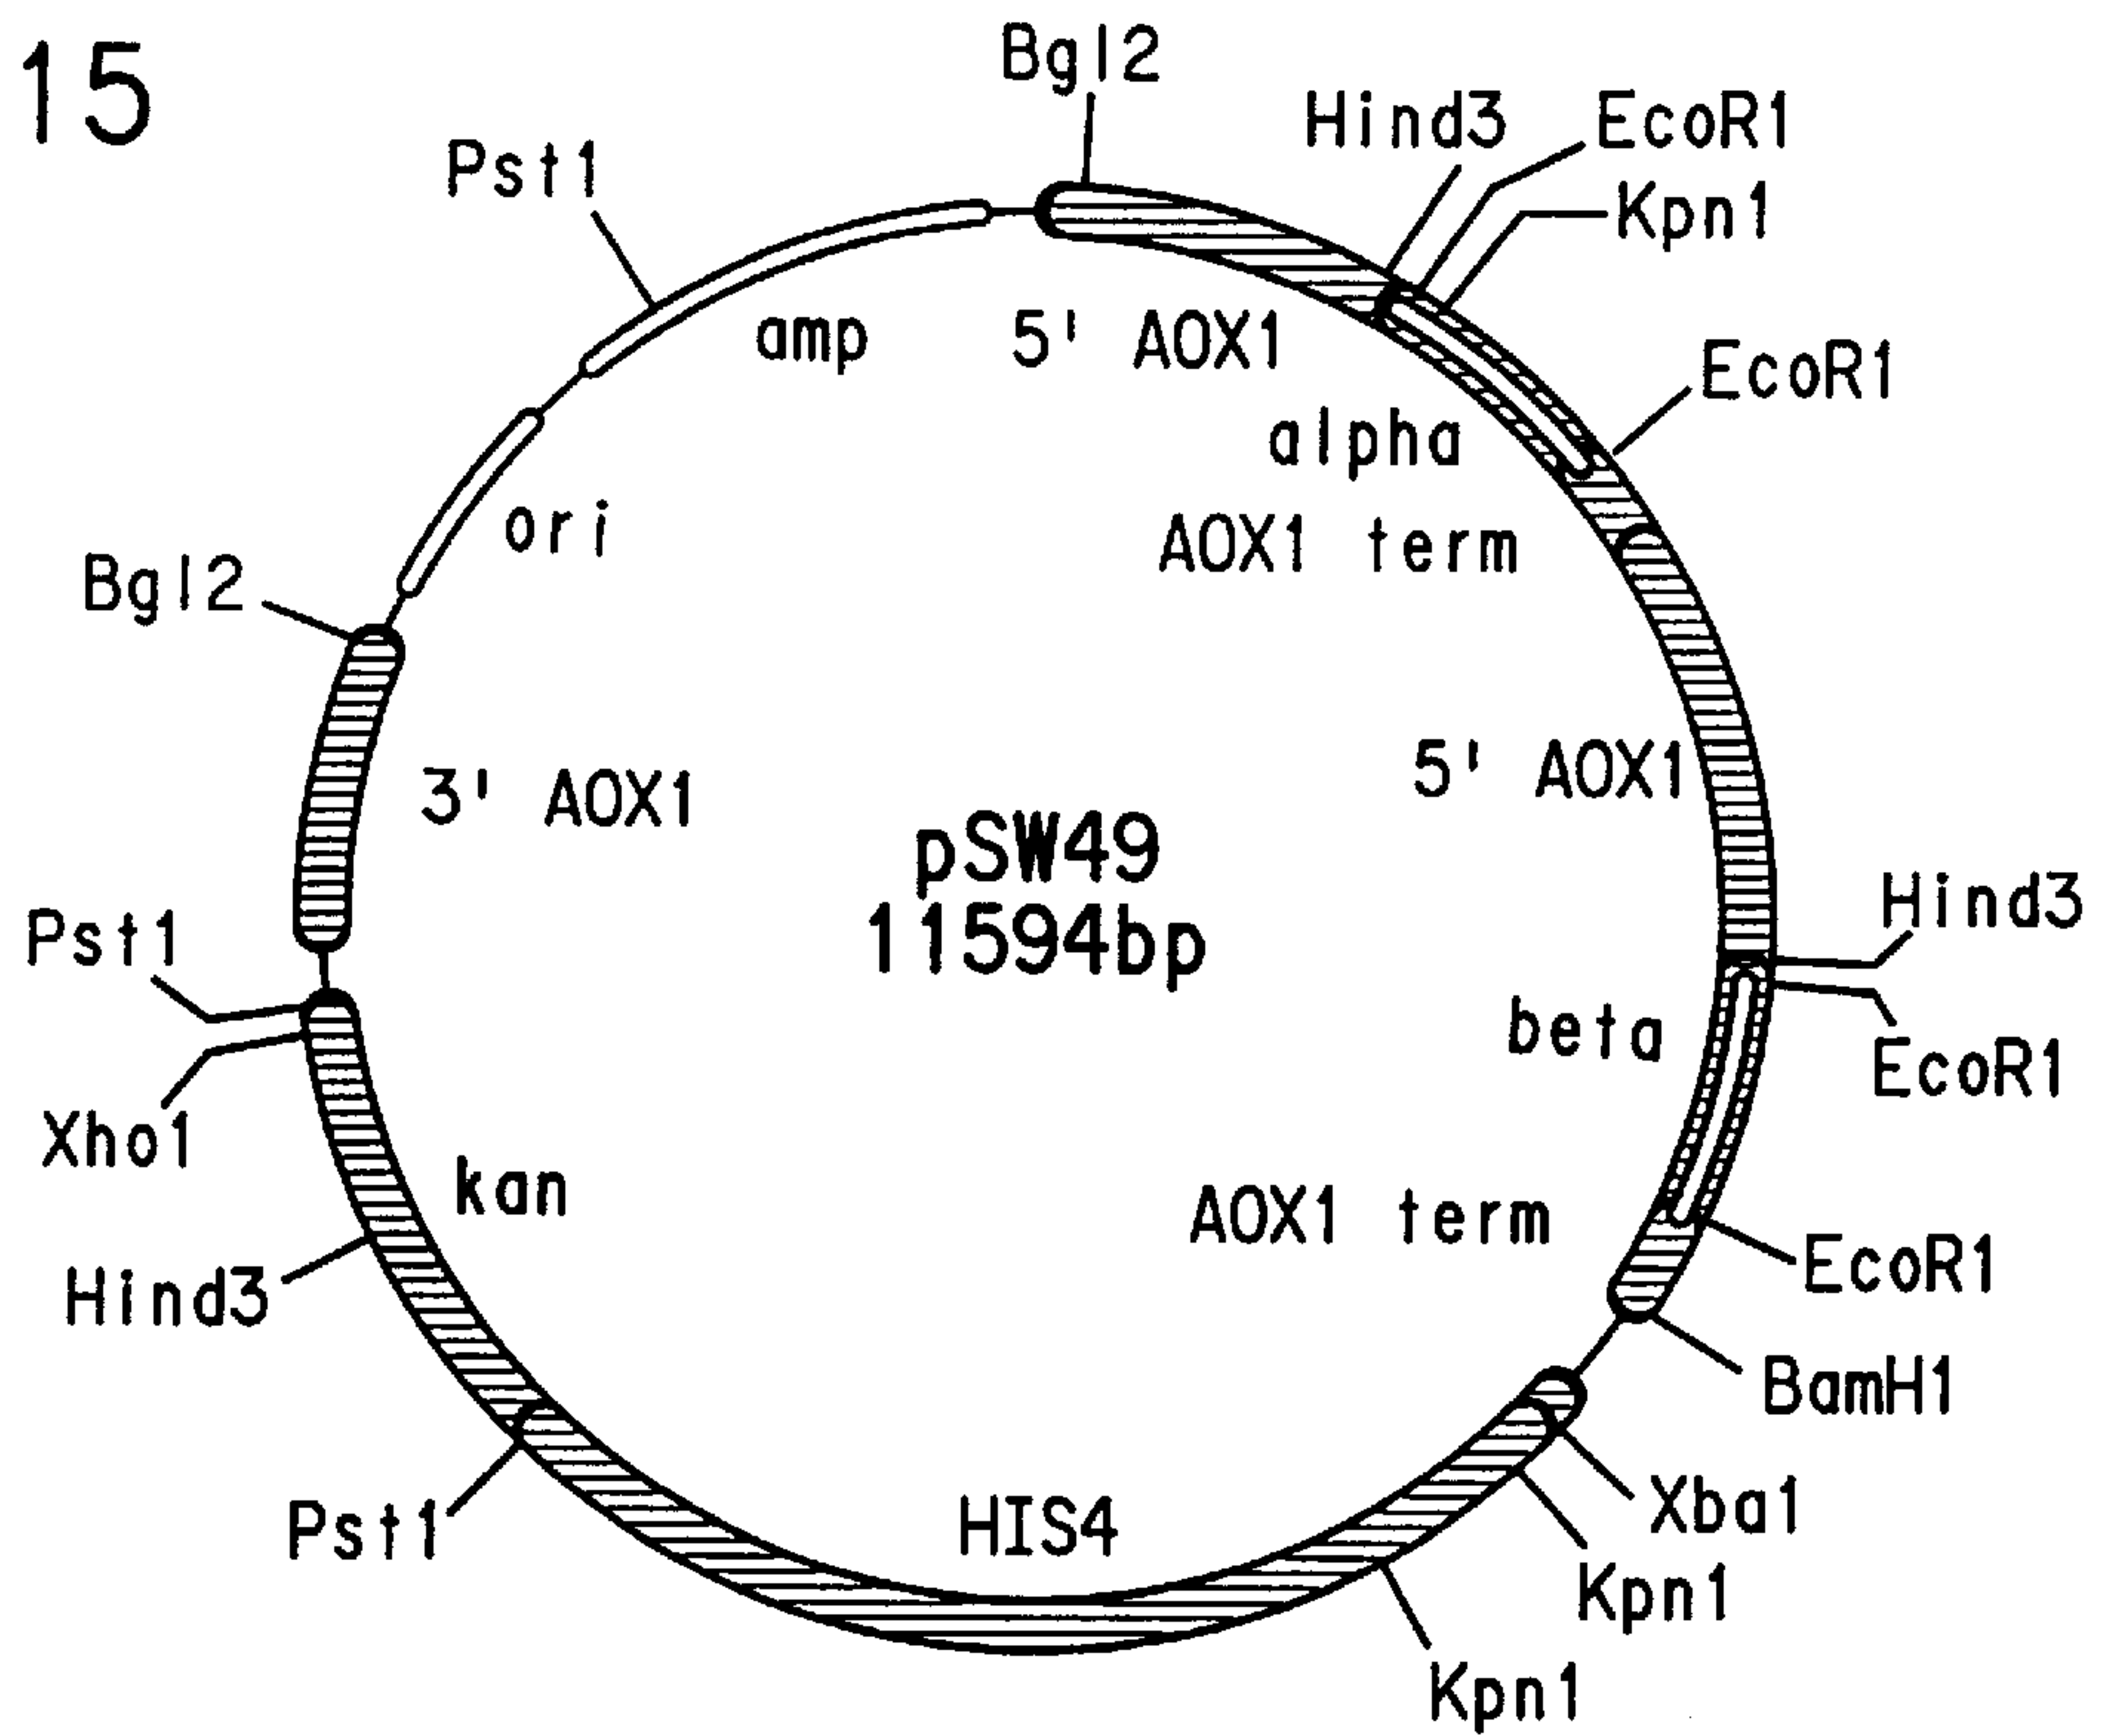 15
Bgl2
Hind3
EcoR1
Pst1
Kpn1
amp
5' AOX1
EcoR1
alpha
ori
AOX1 term
Bgl2
3' AOX1
5' AOX1
pSW49
11594bp
Hind3
Pst1
beta
EcoR1
Xho1
kan
AOX1 term
EcoR1
Hind3
BamH1
Pst1
HIS4
Xba1
Kpn1
Kpn1